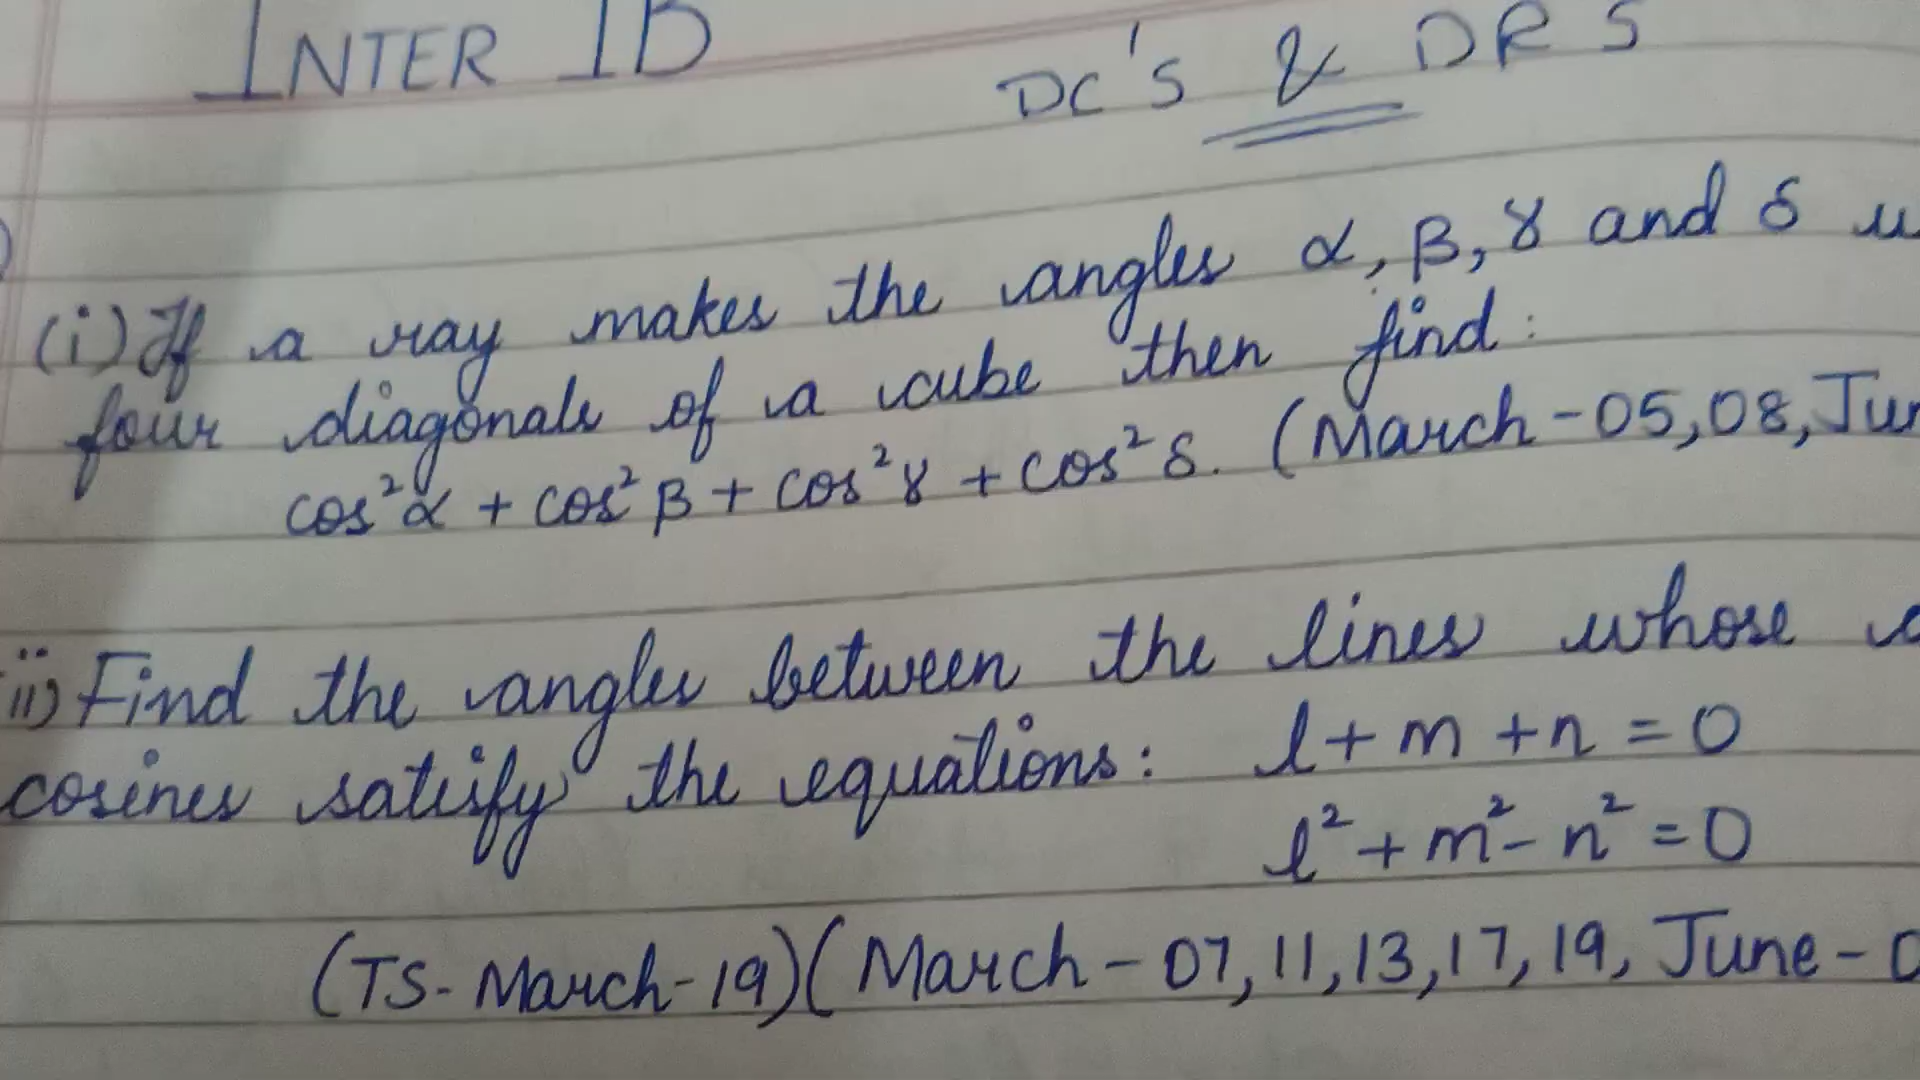 INTER IB
DC'S & DRS
(i) If a ray makes the angles α, β, γ and δ
four diagonals of a cube then find:
cos²α + cos²β + cos²γ + cos²δ. (March-05,08,Jun
ii) Find the angles between the lines whose
cosines satisfy the equations: l+m+n=0
l²+m²-n²=0
(TS-March-19)(March-07,11,13,17,19, June-0